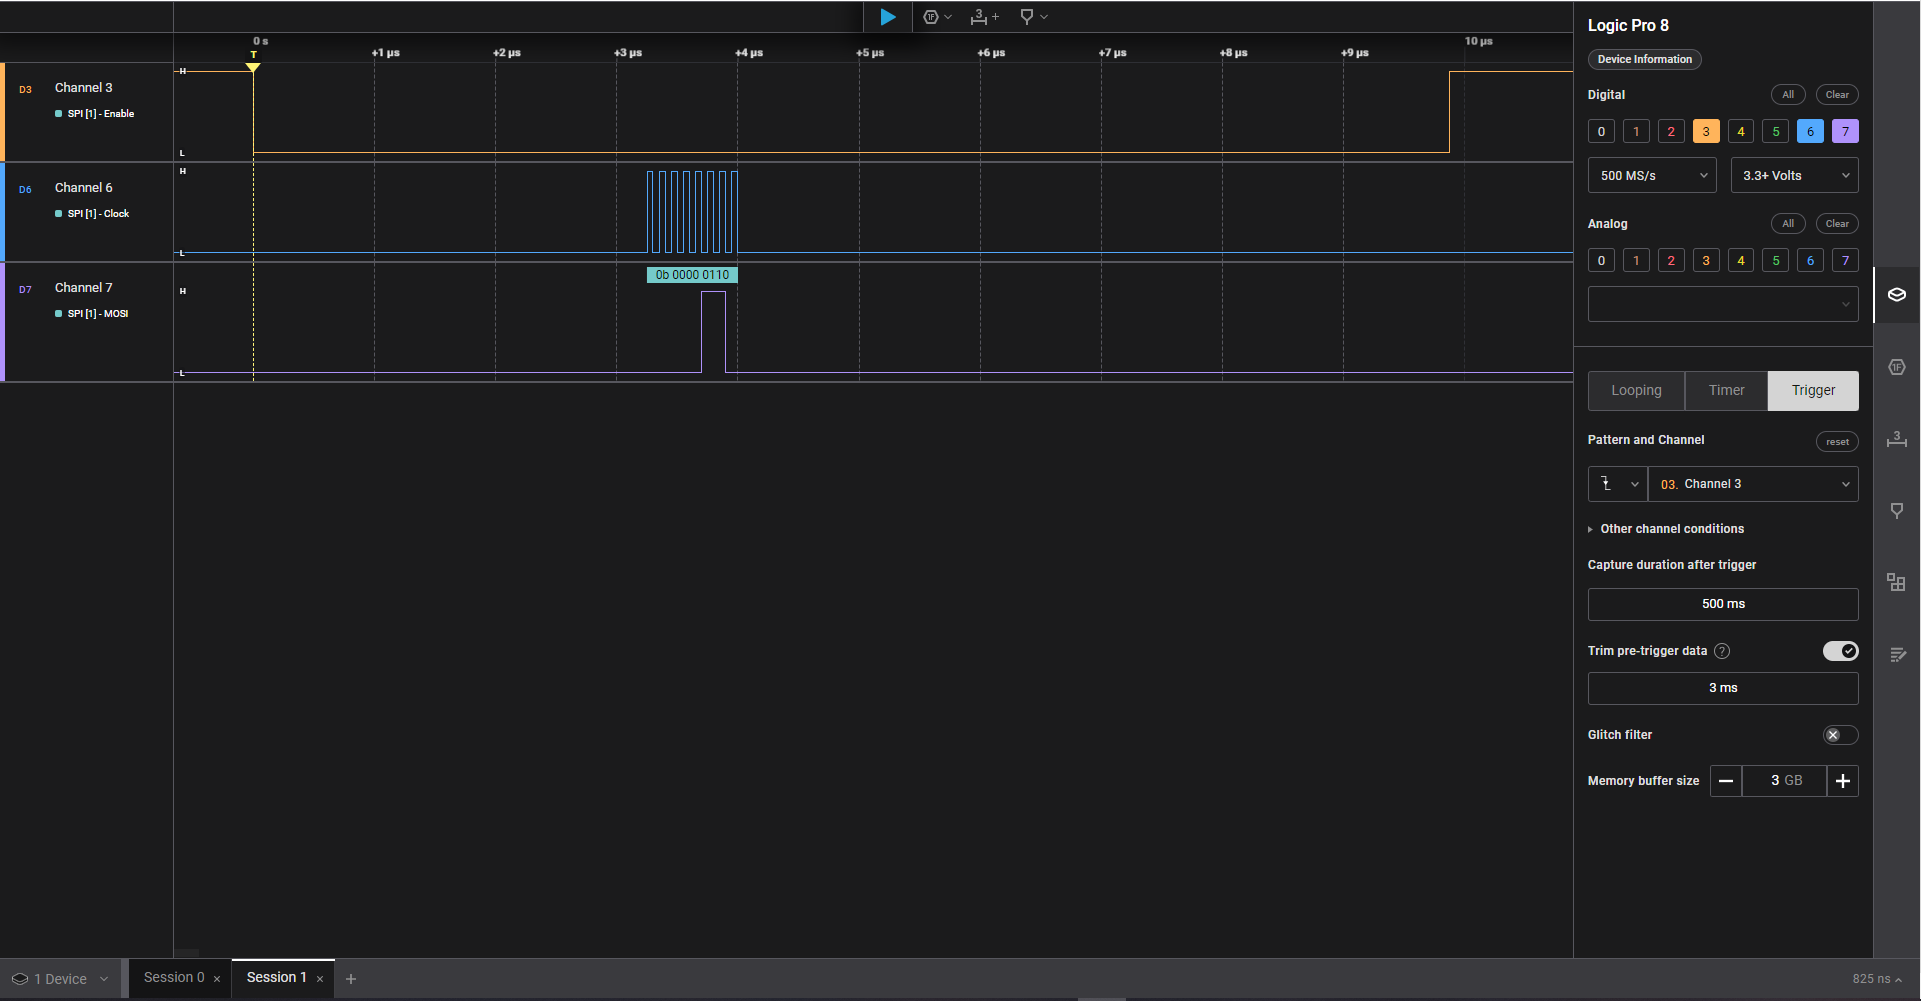 1F
3 +
0 s
T
+1 µs
+2 µs
+3 µs
+4 µs
+5 µs
+6 µs
+7 µs
+8 µs
+9 µs
10 µs
D3 Channel 3
SPI [1] - Enable
H
L
D6 Channel 6
SPI [1] - Clock
H
L
D7 Channel 7
SPI [1] - MOSI
0b 0000 0110
H
L
Logic Pro 8
Device Information
Digital All Clear
0 1 2 3 4 5 6 7
500 MS/s 3.3+ Volts
Analog All Clear
0 1 2 3 4 5 6 7
Looping Timer Trigger
Pattern and Channel reset
03. Channel 3
Other channel conditions
Capture duration after trigger
500 ms
Trim pre-trigger data ?
3 ms
Glitch filter
Memory buffer size − 3 GB +
1F
3
1 Device Session 0 × Session 1 × +
825 ns